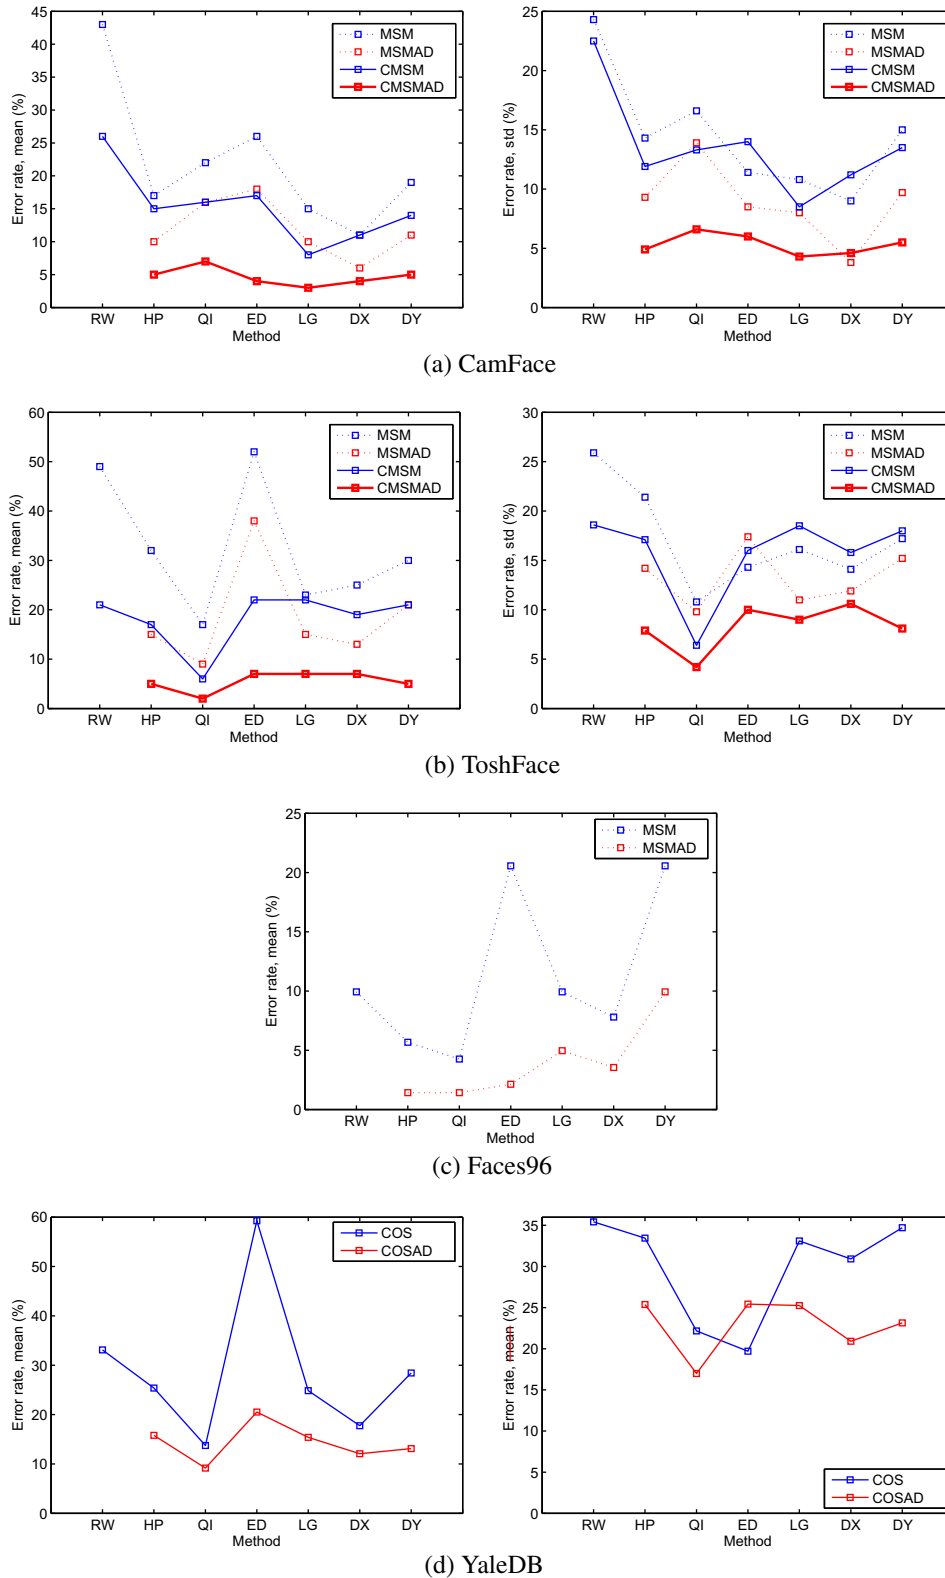 45
40
35
30
25
20
15
10
5
0
Error rate, mean (%)
MSM
MSMAD
CMSM
CMSMAD
RW HP QI ED LG DX DY
Method
25
20
15
10
5
0
Error rate, std (%)
MSM
MSMAD
CMSM
CMSMAD
RW HP QI ED LG DX DY
Method
(a) CamFace
60
50
40
30
20
10
0
Error rate, mean (%)
MSM
MSMAD
CMSM
CMSMAD
RW HP QI ED LG DX DY
Method
30
25
20
15
10
5
0
Error rate, std (%)
MSM
MSMAD
CMSM
CMSMAD
RW HP QI ED LG DX DY
Method
(b) ToshFace
25
20
15
10
5
0
Error rate, mean (%)
MSM
MSMAD
RW HP QI ED LG DX DY
Method
(c) Faces96
60
50
40
30
20
10
0
Error rate, mean (%)
COS
COSAD
RW HP QI ED LG DX DY
Method
35
30
25
20
15
10
5
0
Error rate, mean (%)
COS
COSAD
RW HP QI ED LG DX DY
Method
(d) YaleDB